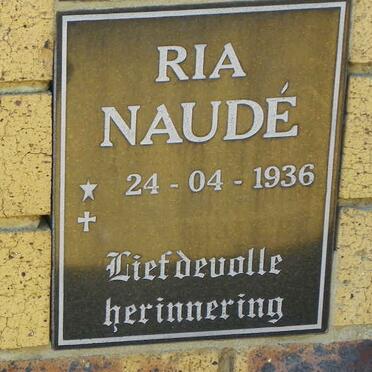 RIA
NAUDÉ
★ 24 - 04 - 1936
✝
Liefdevolle
herinnering